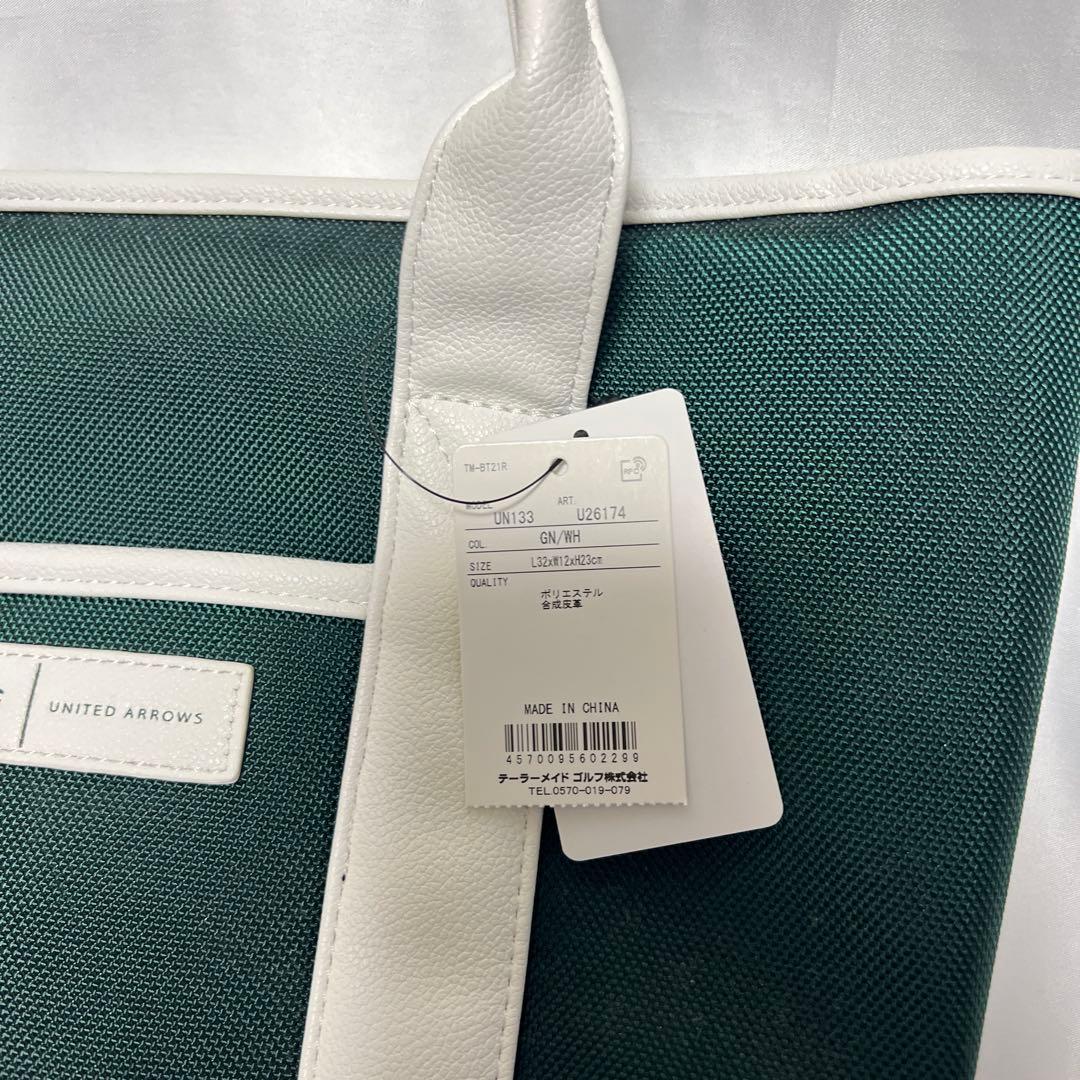 TM-BT21R
RFID
MODEL ART.
UN133 U26174
COL. GN/WH
SIZE L32xW12xH23cm
QUALITY
ポリエステル
合成皮革
MADE IN CHINA
4570095602299
テーラーメイド ゴルフ株式会社
TEL.0570-019-079
UNITED ARROWS